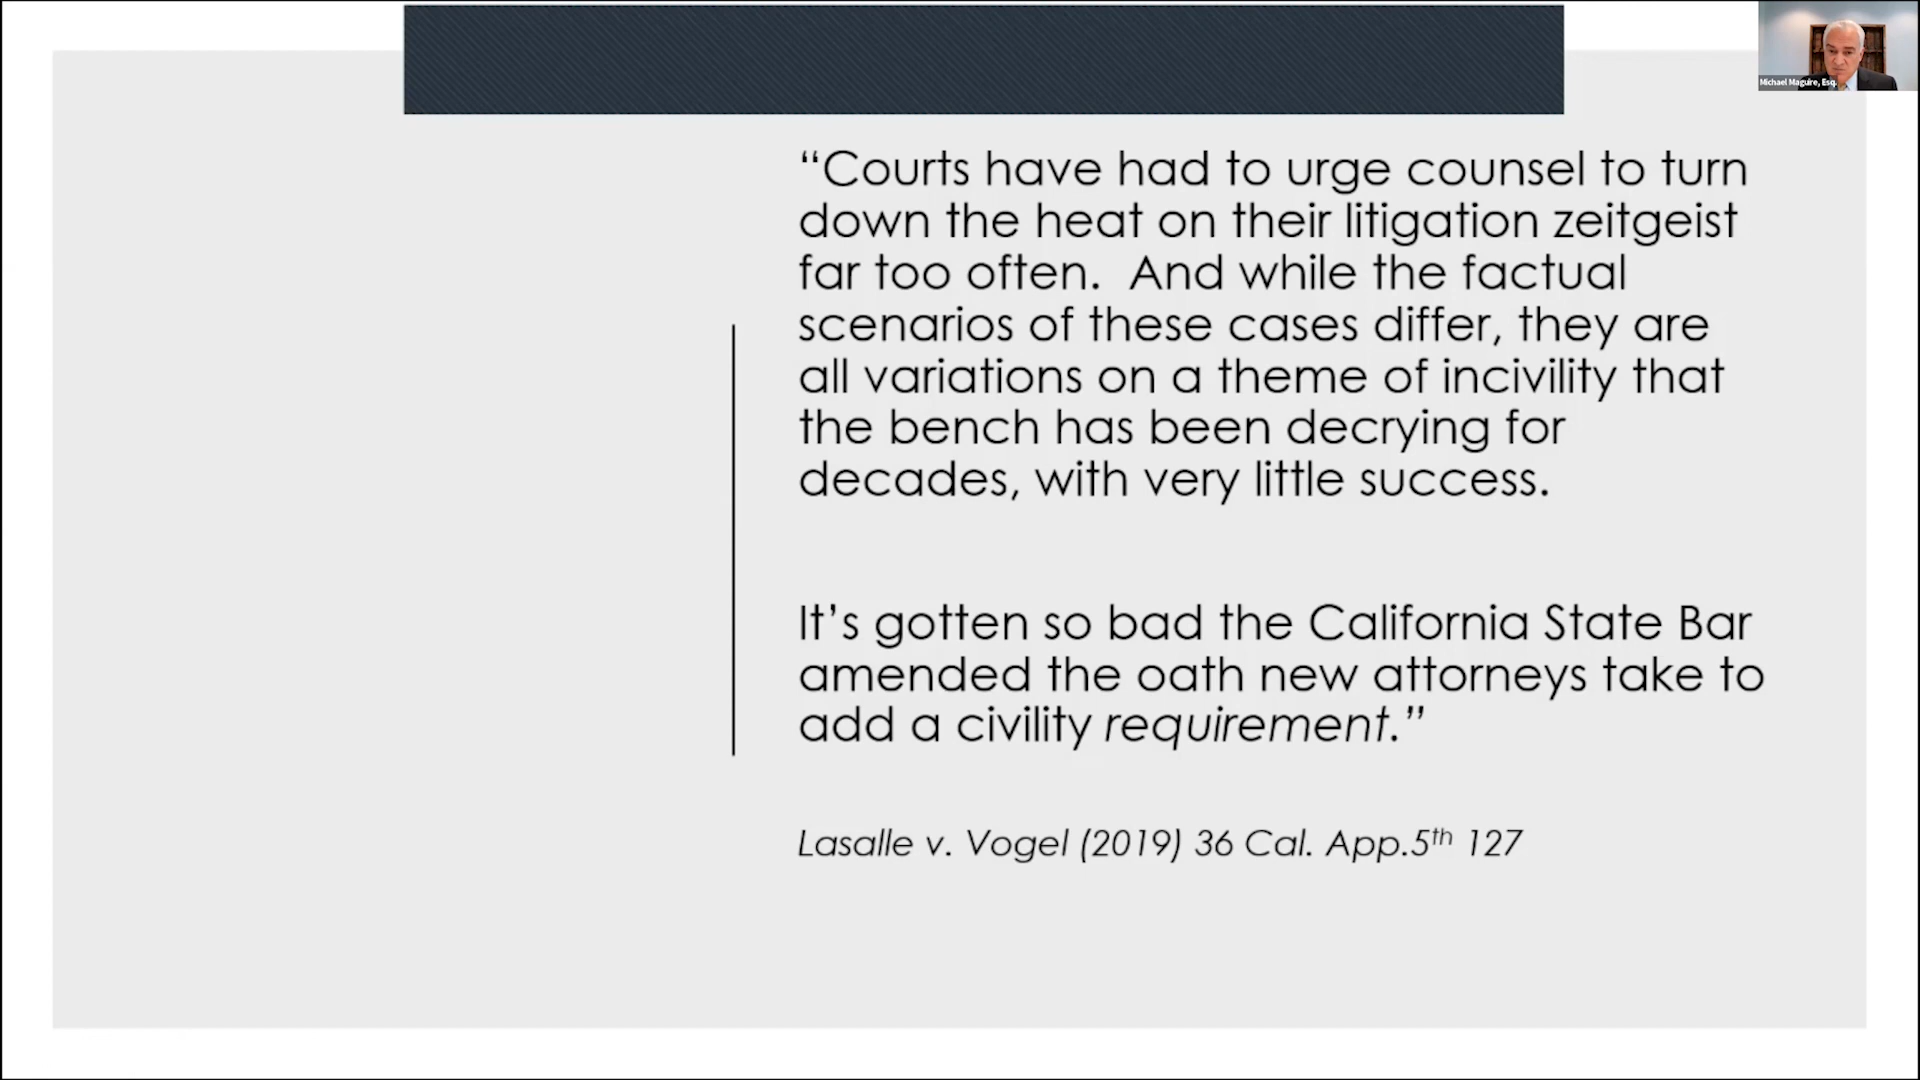 Michael Maguire, Esq.
“Courts have had to urge counsel to turn
down the heat on their litigation zeitgeist
far too often.  And while the factual
scenarios of these cases differ, they are
all variations on a theme of incivility that
the bench has been decrying for
decades, with very little success.
It’s gotten so bad the California State Bar
amended the oath new attorneys take to
add a civility requirement.”
Lasalle v. Vogel (2019) 36 Cal. App.5th 127